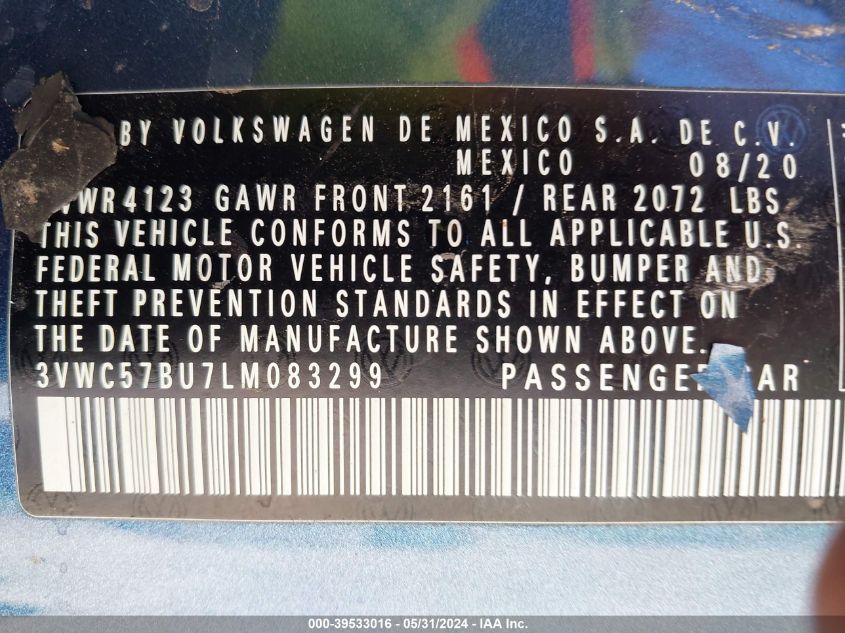 BY VOLKSWAGEN DE MEXICO S.A. DE C.V.
MEXICO 08/20
GAWR FRONT 2161 / REAR 2072 LBS
THIS VEHICLE CONFORMS TO ALL APPLICABLE U.S.
FEDERAL MOTOR VEHICLE SAFETY, BUMPER AND
THEFT PREVENTION STANDARDS IN EFFECT ON
THE DATE OF MANUFACTURE SHOWN ABOVE.
3VWC57BU7LM083299 PASSENGER CAR
000-39533016 - 05/31/2024 - IAA Inc.